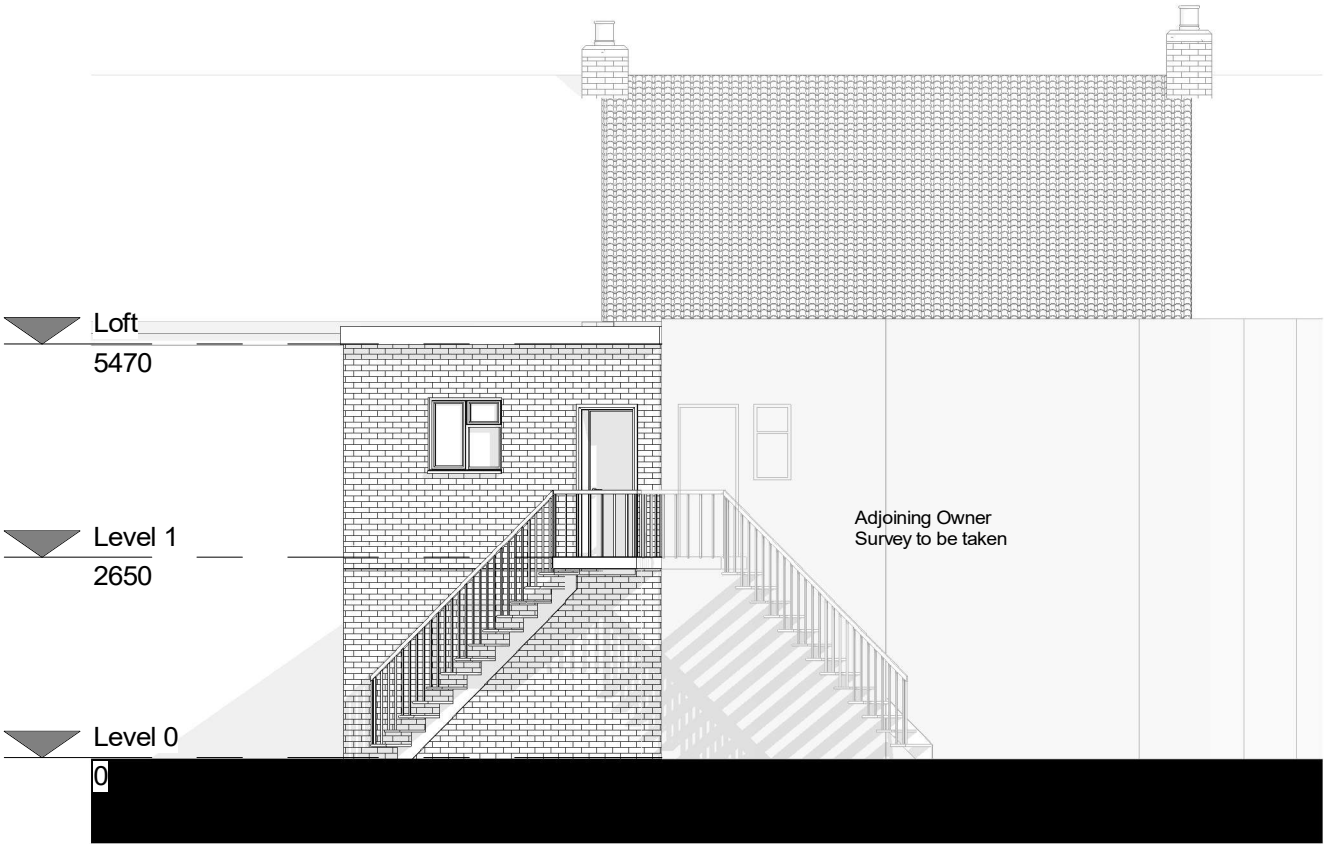 Loft
5470
Level 1
2650
Adjoining Owner
Survey to be taken
Level 0
0